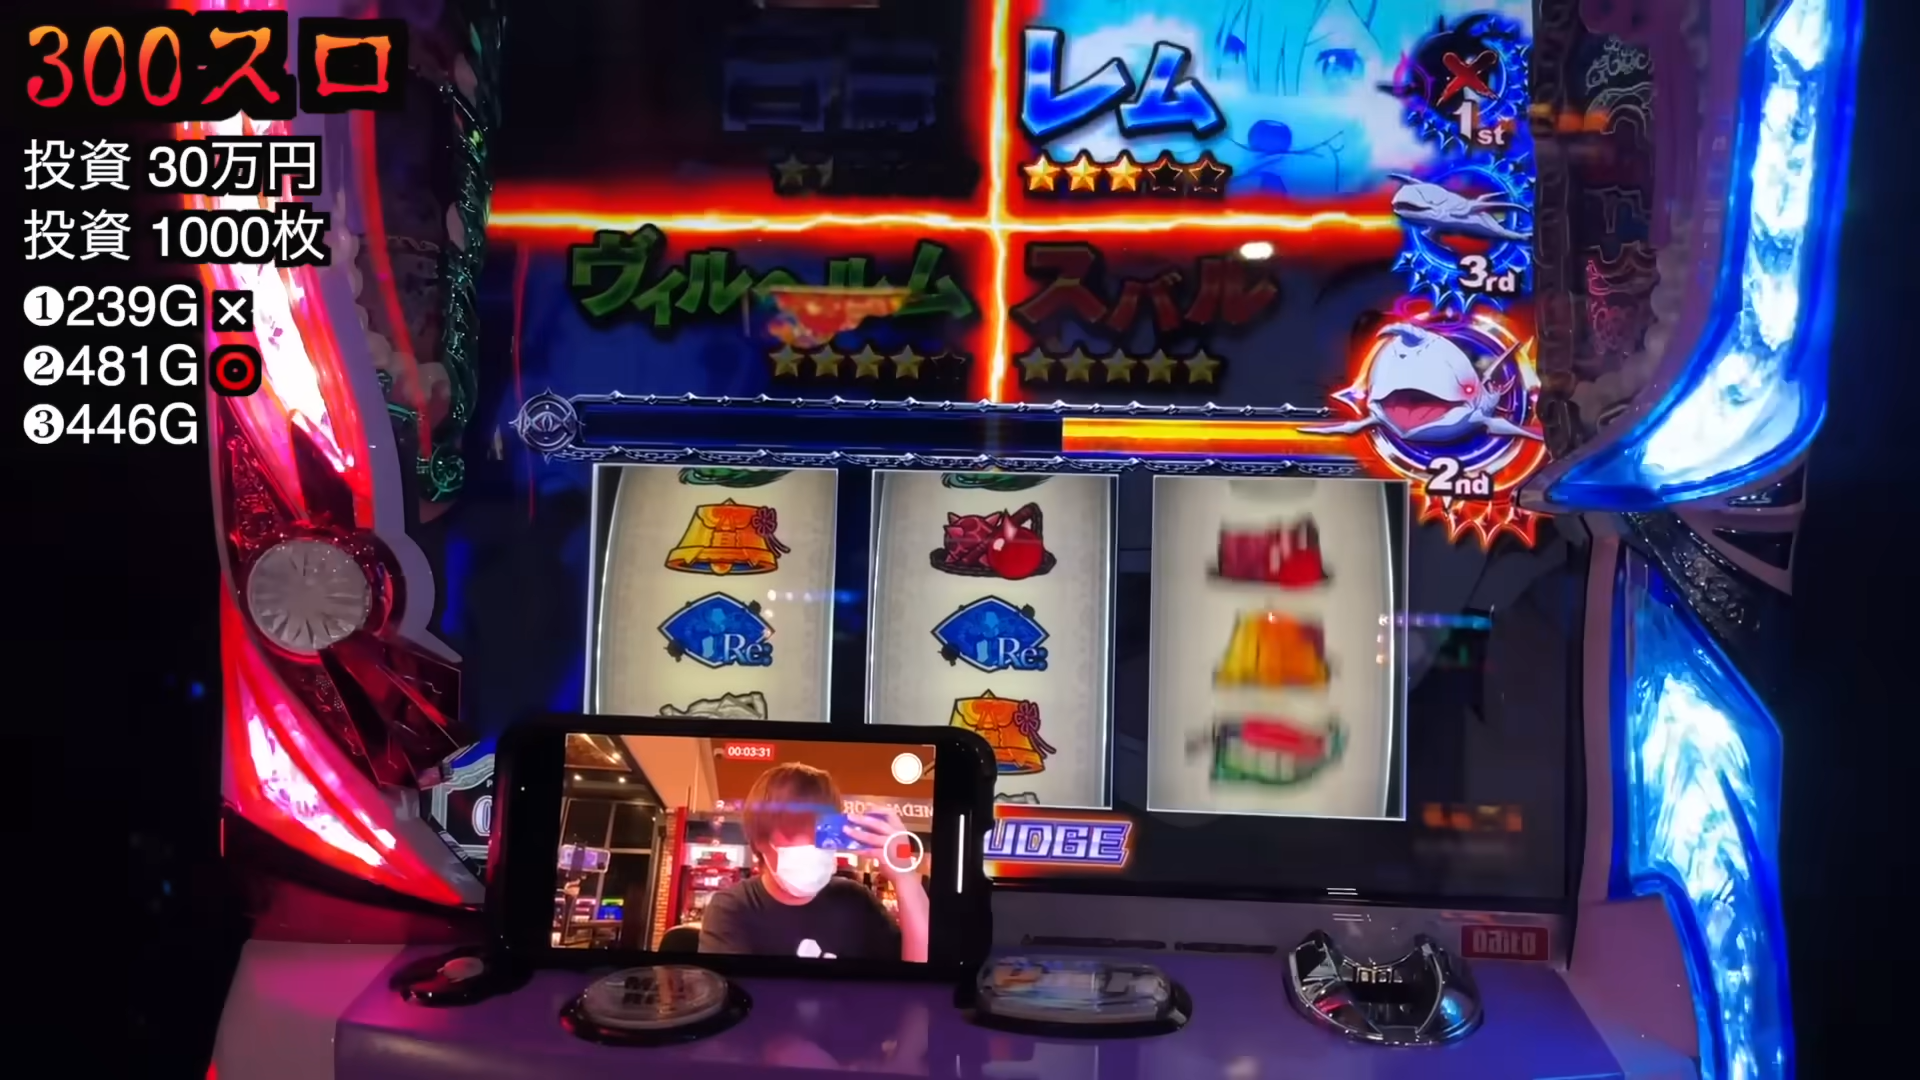 300スロ
投資 30万円
投資 1000枚
❶239G ×
❷481G
❸446G
レム
1st
3rd
ヴィルヘルム
スバル
2nd
Re:
Re:
00:03:31
UDGE
Daito